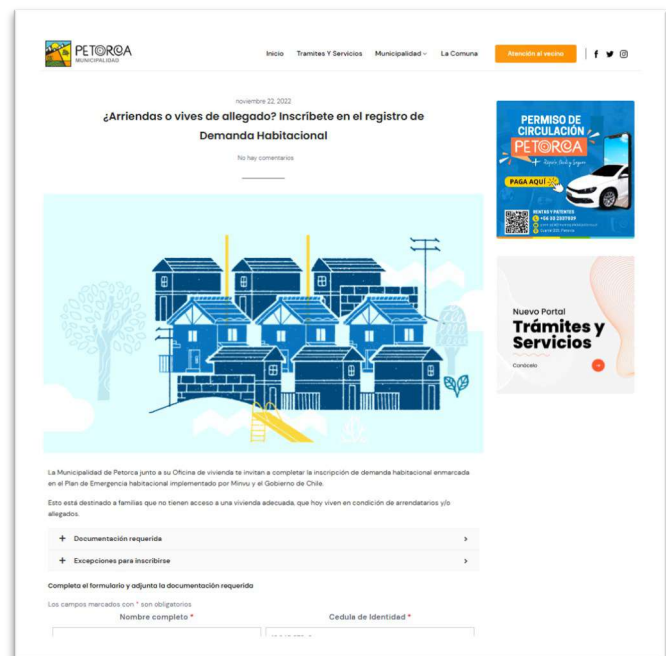 PETORCA
MUNICIPALIDAD
Inicio Tramites Y Servicios Municipalidad La Comuna
Atención al vecino
noviembre 22, 2022
¿Arriendas o vives de allegado? Inscríbete en el registro de
Demanda Habitacional
No hay comentarios
PERMISO DE
CIRCULACIÓN
PETORCA
PAGA AQUÍ
RENTAS Y PATENTES
Nuevo Portal
Trámites y
Servicios
Conócelo
La Municipalidad de Petorca junto a su Oficina de vivienda te invitan a completar la inscripción de demanda habitacional enmarcada
en el Plan de Emergencia habitacional implementado por Minvu y el Gobierno de Chile.
Esto está destinado a familias que no tienen acceso a una vivienda adecuada, que hoy viven en condición de arrendatarios y/o
allegados.
+ Documentación requerida
+ Excepciones para inscribirse
Completa el formulario y adjunta la documentación requerida
Los campos marcados con * son obligatorios
Nombre completo *
Cedula de Identidad *